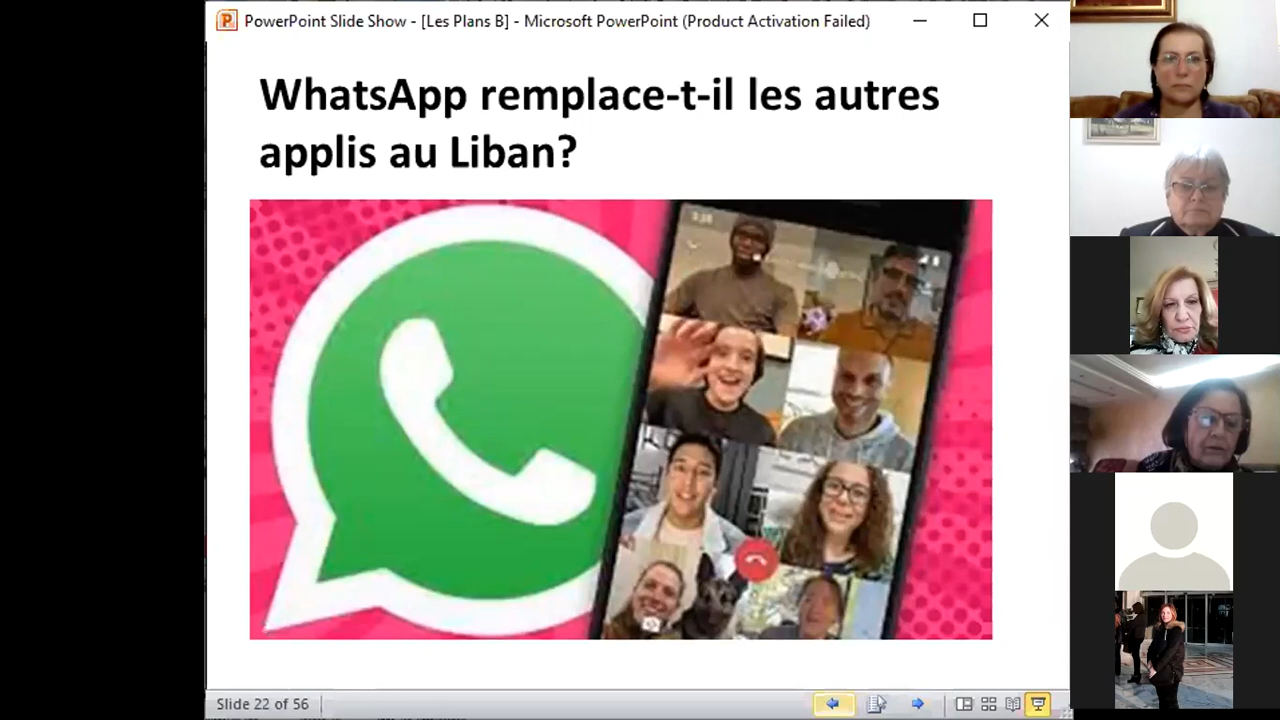 PowerPoint Slide Show - [Les Plans B] - Microsoft PowerPoint (Product Activation Failed)
WhatsApp remplace-t-il les autres
applis au Liban?
Slide 22 of 56